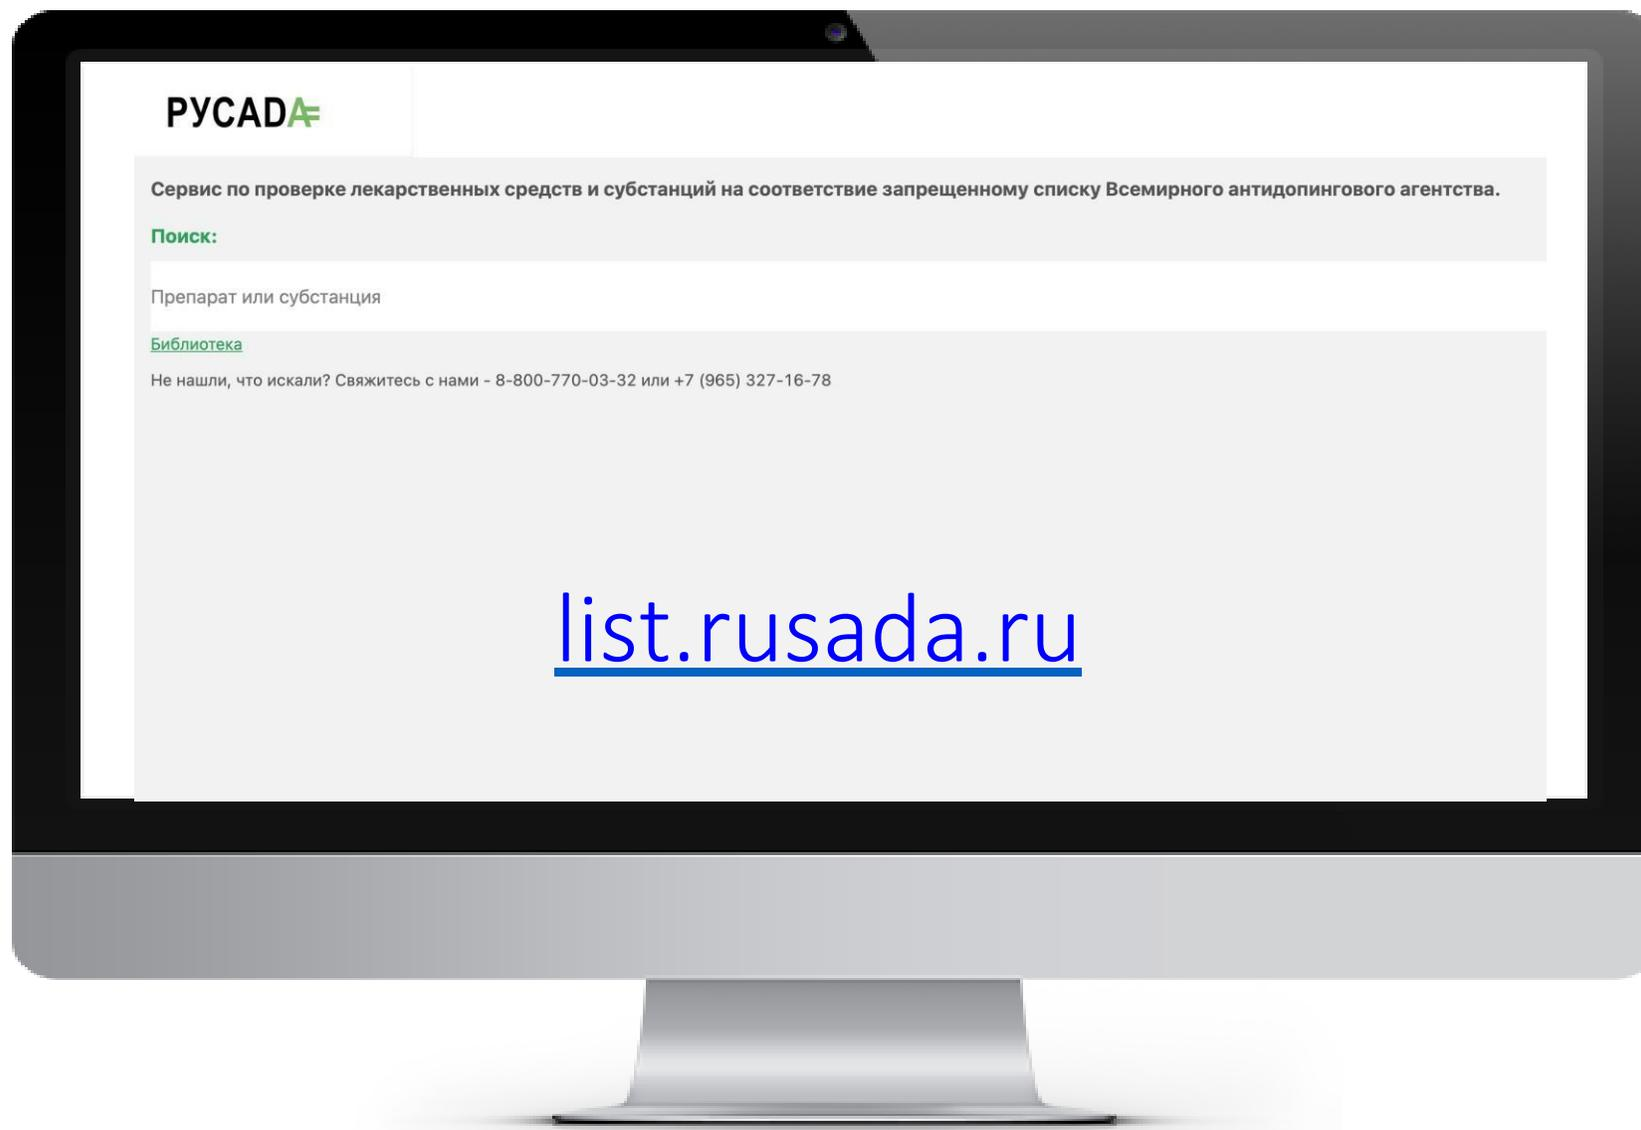 РУСАDA
Сервис по проверке лекарственных средств и субстанций на соответствие запрещенному списку Всемирного антидопингового агентства.
Поиск:
Препарат или субстанция
Библиотека
Не нашли, что искали? Свяжитесь с нами - 8-800-770-03-32 или +7 (965) 327-16-78
list.rusada.ru